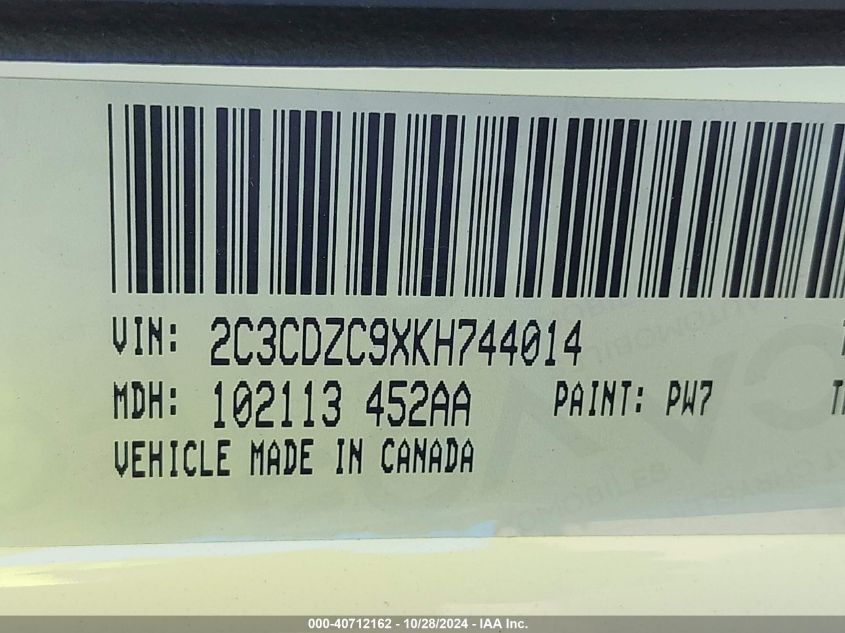 VIN: 2C3CDZC9XKH744014
MDH: 102113 452AA PAINT: PW7
VEHICLE MADE IN CANADA
000-40712162 - 10/28/2024 - IAA Inc.